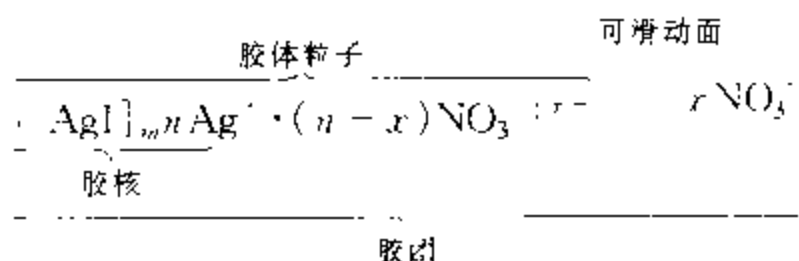 可滑动面
胶体粒子
AgI]ₘnAg⁺·(n-x)NO₃ x- xNO₃⁻
胶核
胶团